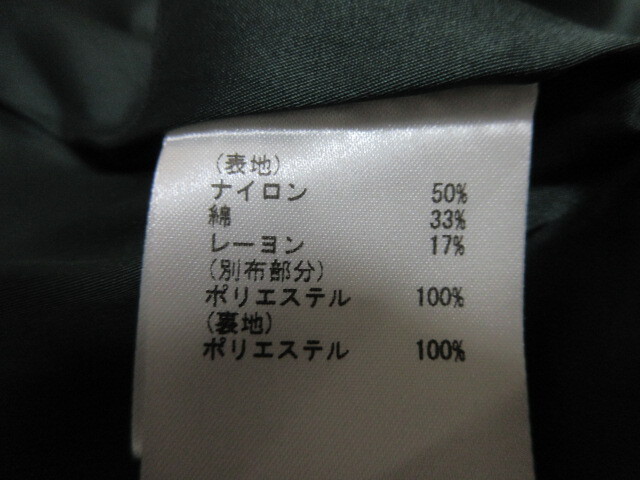 (表地)
ナイロン 50%
綿 33%
レーヨン 17%
(別布部分)
ポリエステル 100%
(裏地)
ポリエステル 100%